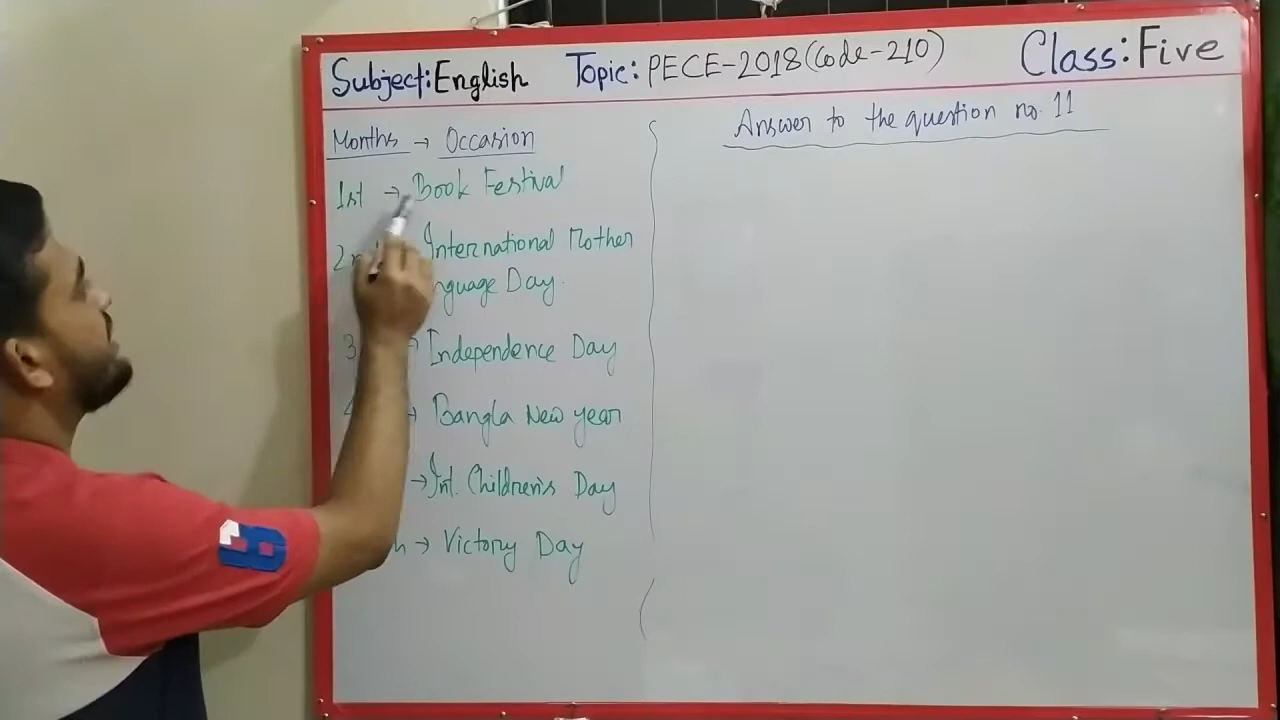 Subject: English Topic: PECE-2018 (Code-210) Class: Five
Months → Occasion
1st → Book Festival
International Mother
Day.
Independence Day
→ Bangla New year
→ Int. Children's Day
→ Victory Day
Answer to the question no. 11